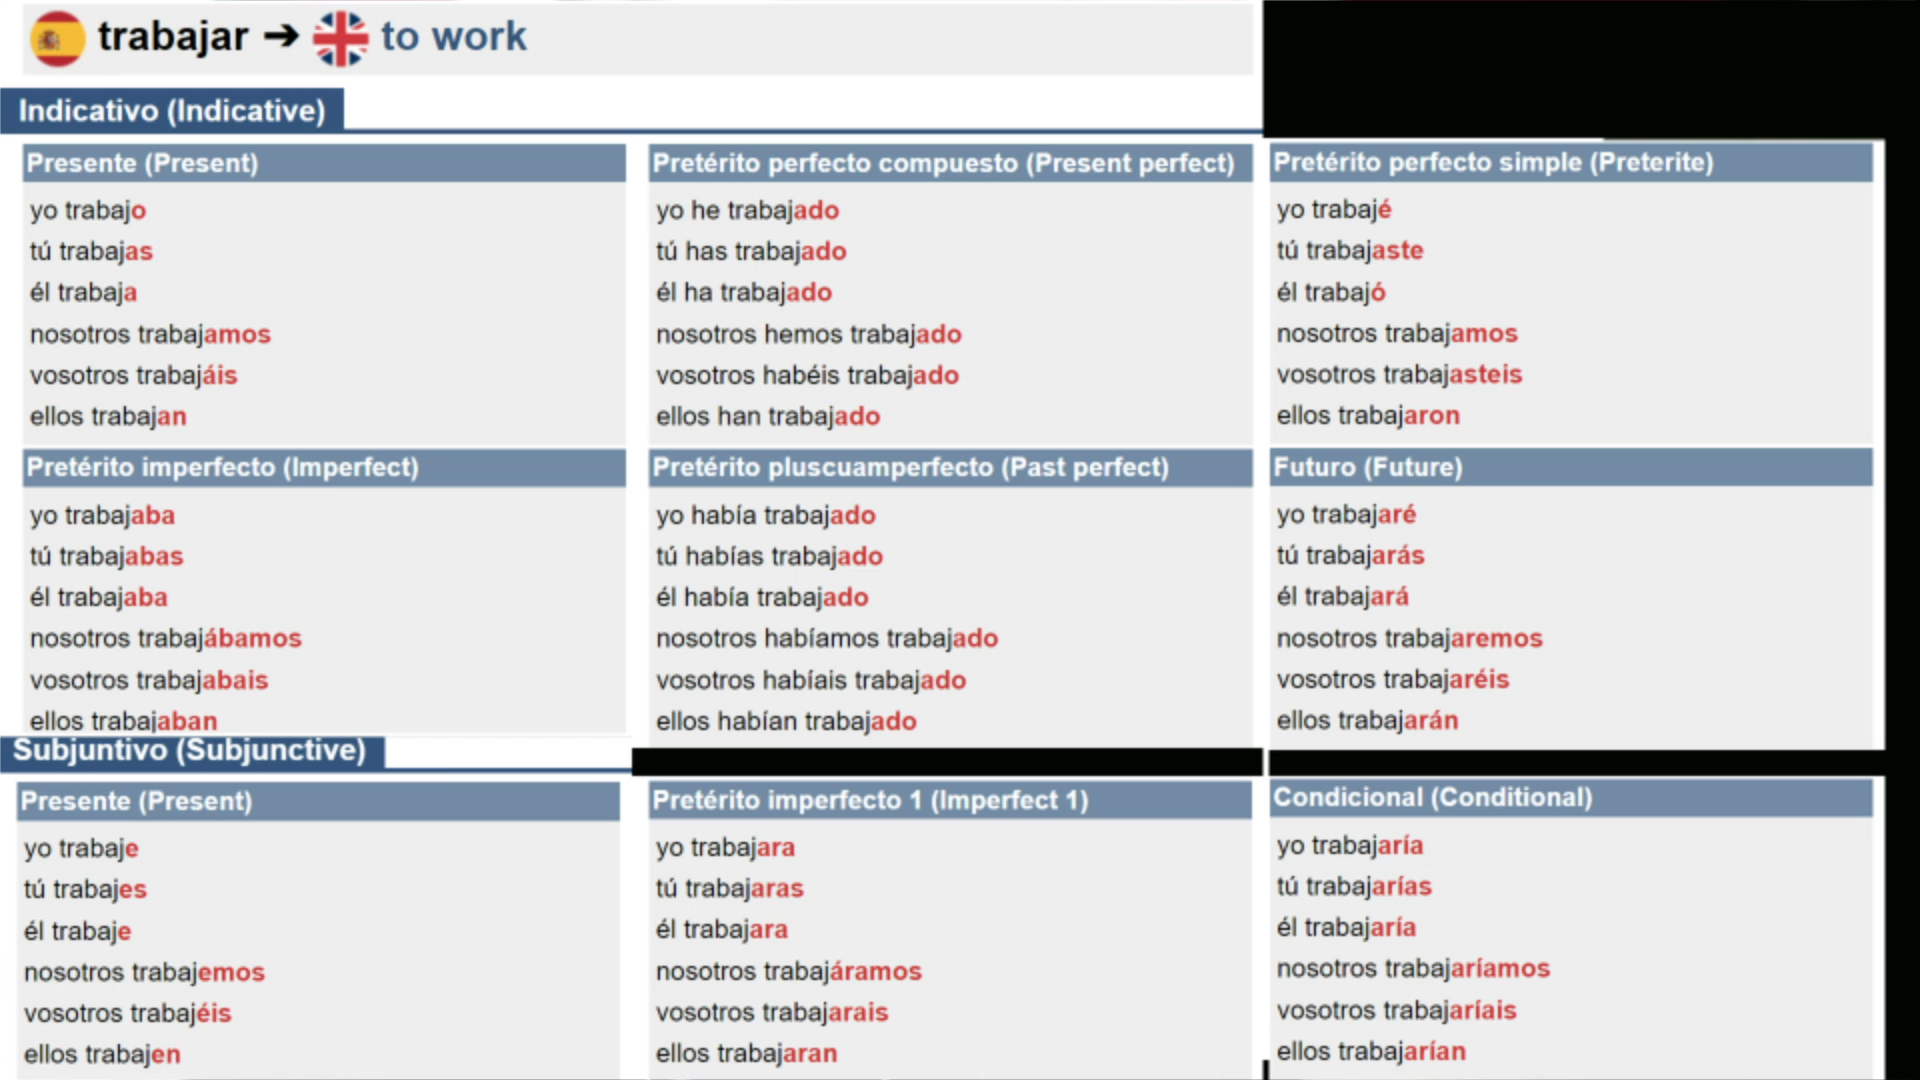 trabajar ➔ to work
Indicativo (Indicative)
Presente (Present)
yo trabajo
tú trabajas
él trabaja
nosotros trabajamos
vosotros trabajáis
ellos trabajan
Pretérito perfecto compuesto (Present perfect)
yo he trabajado
tú has trabajado
él ha trabajado
nosotros hemos trabajado
vosotros habéis trabajado
ellos han trabajado
Pretérito perfecto simple (Preterite)
yo trabajé
tú trabajaste
él trabajó
nosotros trabajamos
vosotros trabajasteis
ellos trabajaron
Pretérito imperfecto (Imperfect)
yo trabajaba
tú trabajabas
él trabajaba
nosotros trabajábamos
vosotros trabajabais
ellos trabajaban
Pretérito pluscuamperfecto (Past perfect)
yo había trabajado
tú habías trabajado
él había trabajado
nosotros habíamos trabajado
vosotros habíais trabajado
ellos habían trabajado
Futuro (Future)
yo trabajaré
tú trabajarás
él trabajará
nosotros trabajaremos
vosotros trabajaréis
ellos trabajarán
Subjuntivo (Subjunctive)
Presente (Present)
yo trabaje
tú trabajes
él trabaje
nosotros trabajemos
vosotros trabajéis
ellos trabajen
Pretérito imperfecto 1 (Imperfect 1)
yo trabajara
tú trabajaras
él trabajara
nosotros trabajáramos
vosotros trabajarais
ellos trabajaran
Condicional (Conditional)
yo trabajaría
tú trabajarías
él trabajaría
nosotros trabajaríamos
vosotros trabajaríais
ellos trabajarían